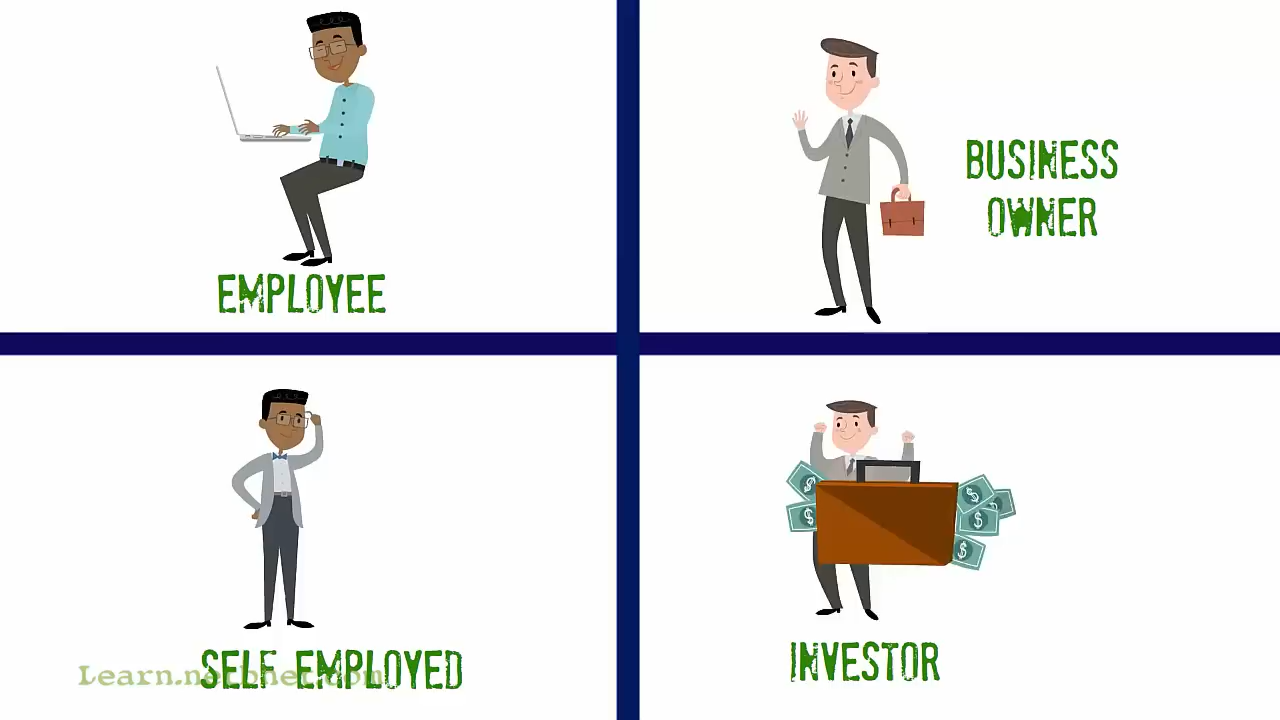 EMPLOYEE
BUSINESS
OWNER
SELF EMPLOYED
INVESTOR